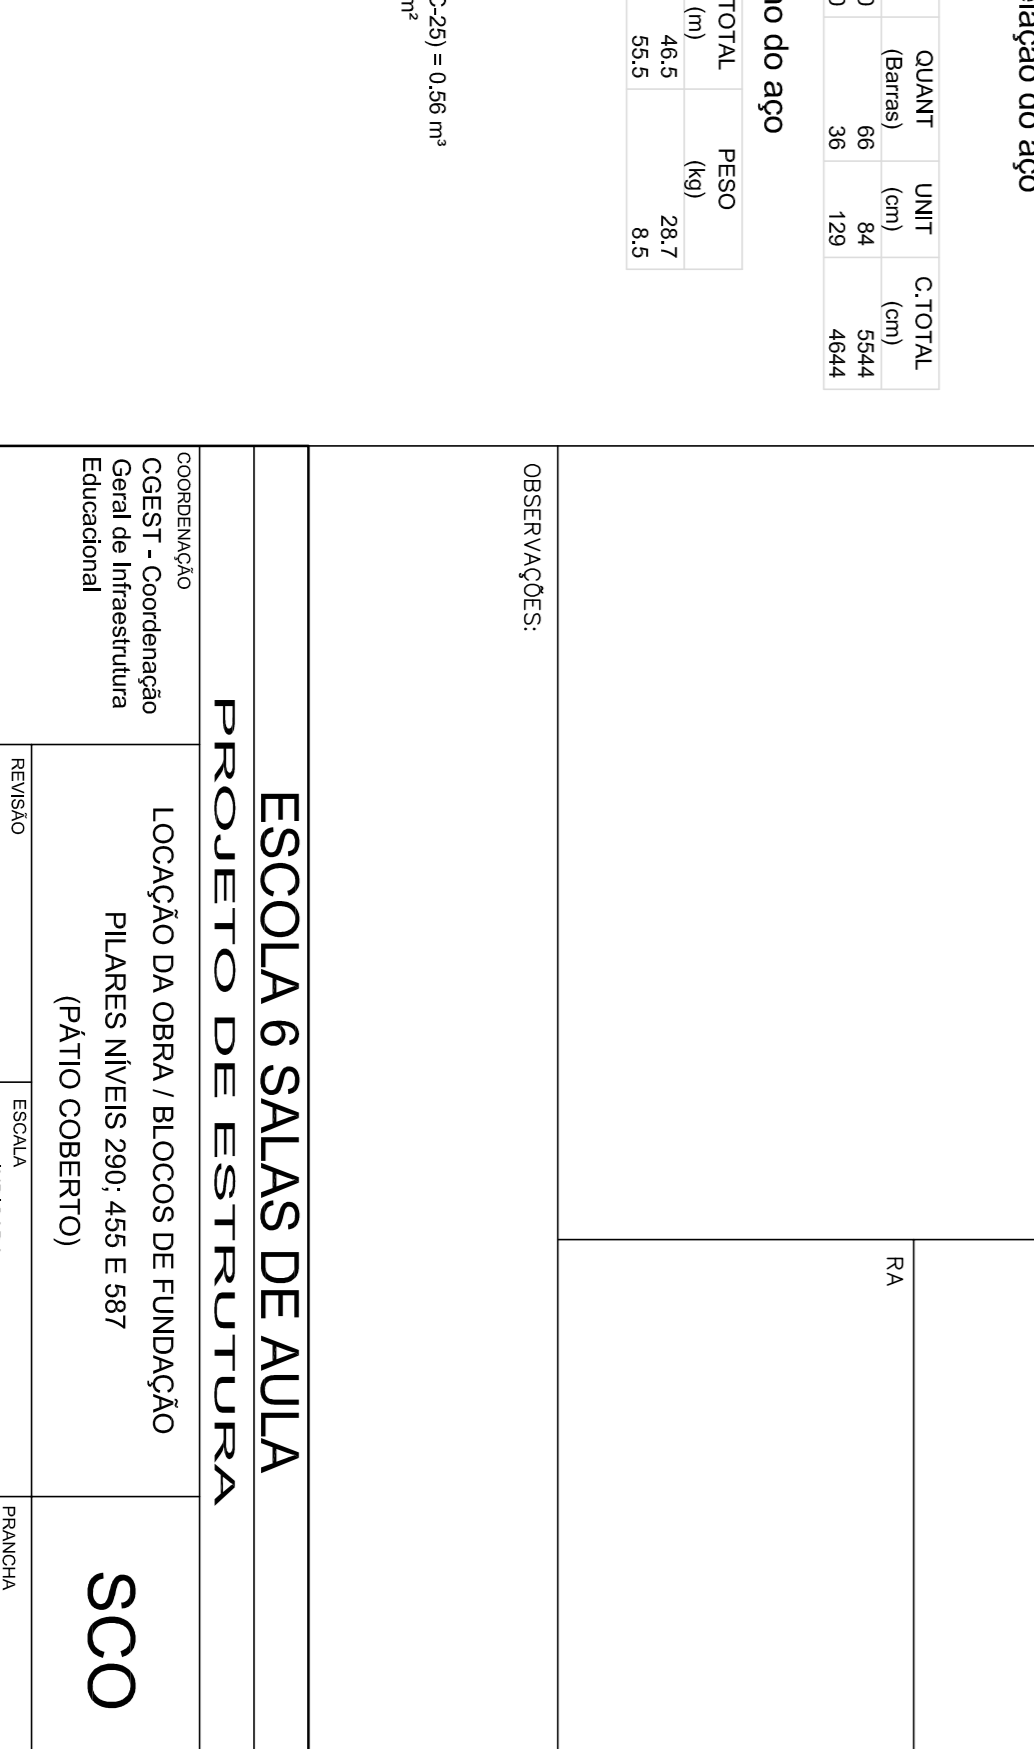 elação do aço
QUANT UNIT C.TOTAL
(Barras) (cm) (cm)
0 66 84 5544
0 36 129 4644
o do aço
TOTAL PESO
(m) (kg)
46.5 28.7
55.5 8.5
C-25) = 0.56 m³
m²
RA
OBSERVAÇÕES:
ESCOLA 6 SALAS DE AULA
PROJETO DE ESTRUTURA
COORDENAÇÃO
CGEST - Coordenação
Geral de Infraestrutura
Educacional
LOCAÇÃO DA OBRA / BLOCOS DE FUNDAÇÃO
PILARES NÍVEIS 290; 455 E 587
(PÁTIO COBERTO)
SCO
REVISÃO
ESCALA
PRANCHA